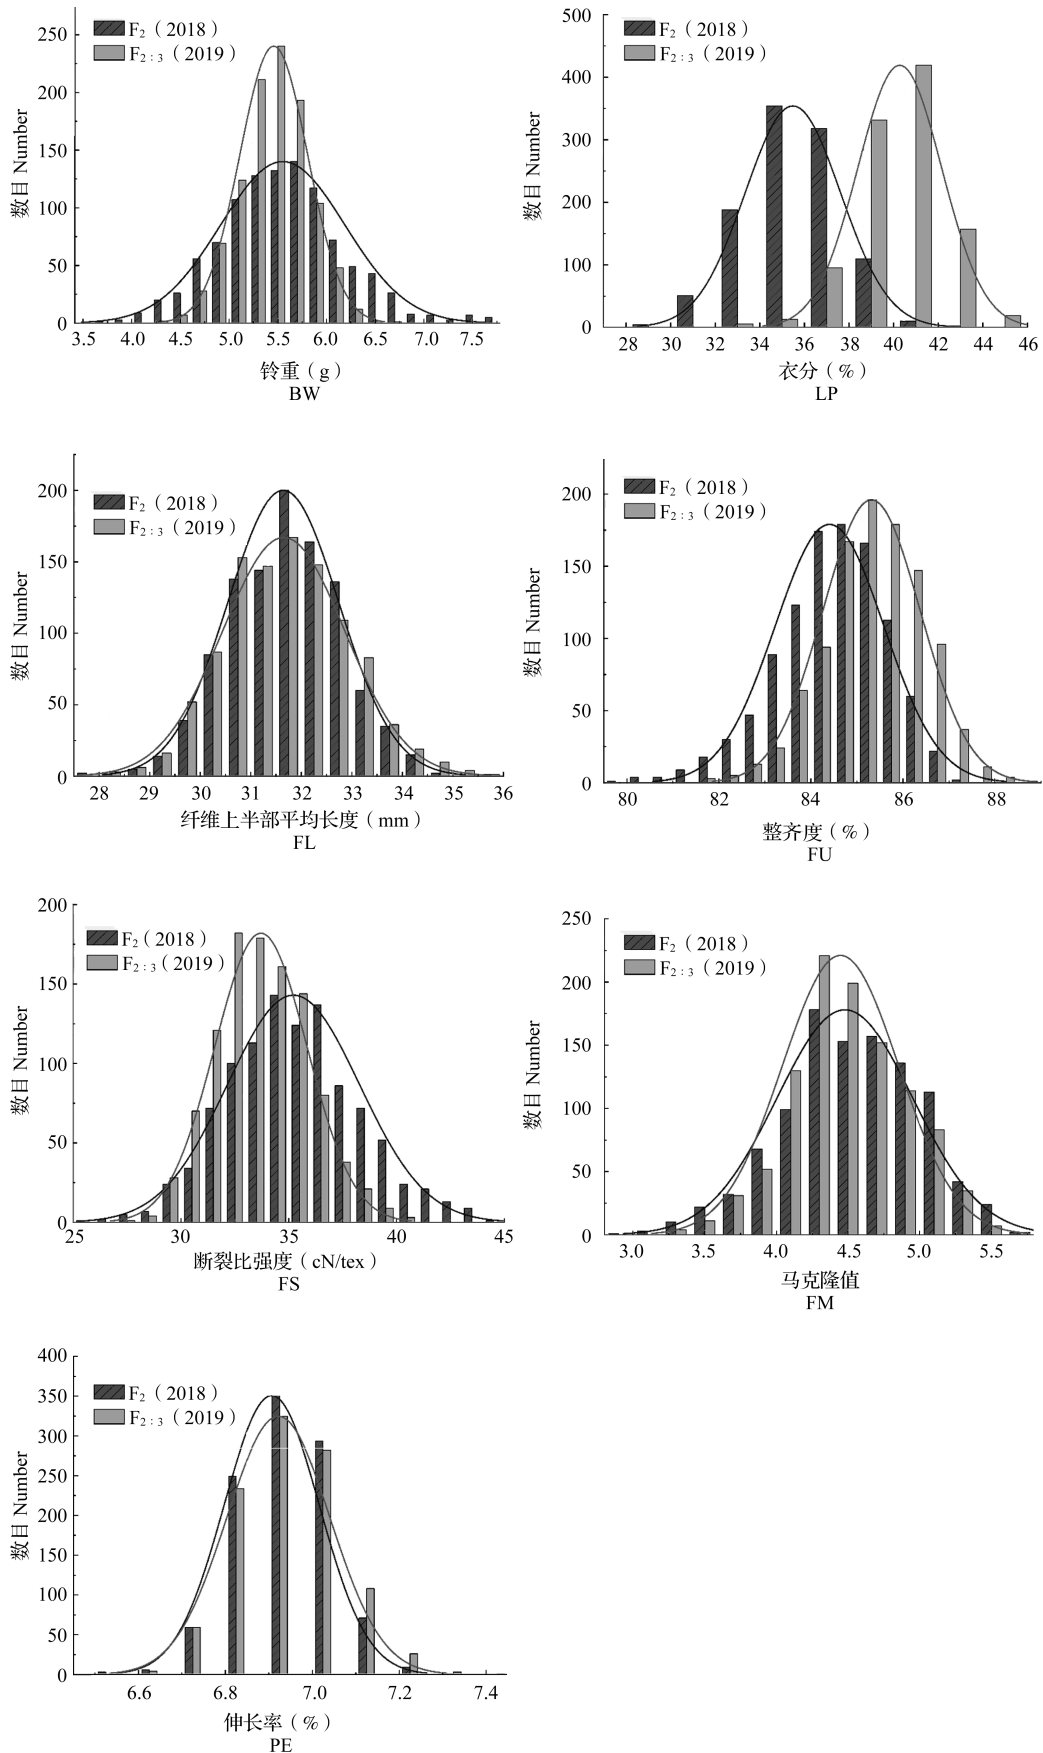 F2（2018）
F2:3（2019）
数目 Number
250
200
150
100
50
0
3.5 4.0 4.5 5.0 5.5 6.0 6.5 7.0 7.5
铃重（g）
BW
F2（2018）
F2:3（2019）
数目 Number
500
400
300
200
100
0
28 30 32 34 36 38 40 42 44 46
衣分（%）
LP
F2（2018）
F2:3（2019）
数目 Number
200
150
100
50
0
28 29 30 31 32 33 34 35 36
纤维上半部平均长度（mm）
FL
F2（2018）
F2:3（2019）
数目 Number
200
150
100
50
0
80 82 84 86 88
整齐度（%）
FU
F2（2018）
F2:3（2019）
数目 Number
200
150
100
50
0
25 30 35 40 45
断裂比强度（cN/tex）
FS
F2（2018）
F2:3（2019）
数目 Number
250
200
150
100
50
0
3.0 3.5 4.0 4.5 5.0 5.5
马克隆值
FM
F2（2018）
F2:3（2019）
数目 Number
400
350
300
250
200
150
100
50
0
6.6 6.8 7.0 7.2 7.4
伸长率（%）
PE